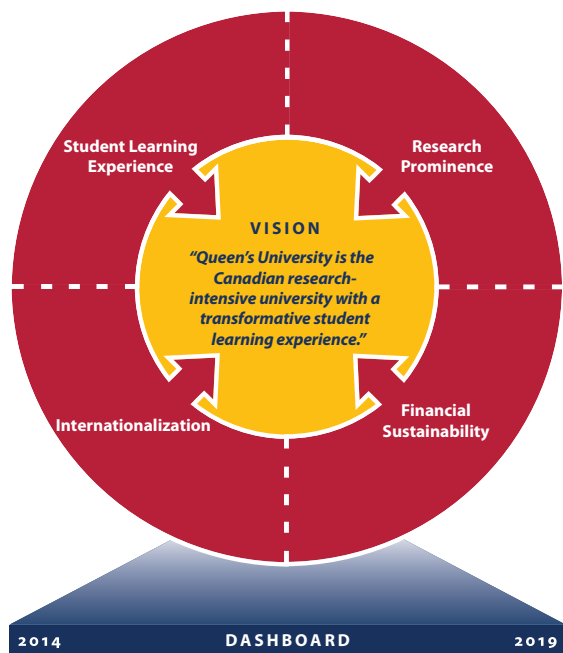 Student Learning
Experience
Research
Prominence
VISION
“Queen’s University is the
Canadian research-
intensive university with a
transformative student
learning experience.”
Internationalization
Financial
Sustainability
2014 DASHBOARD 2019